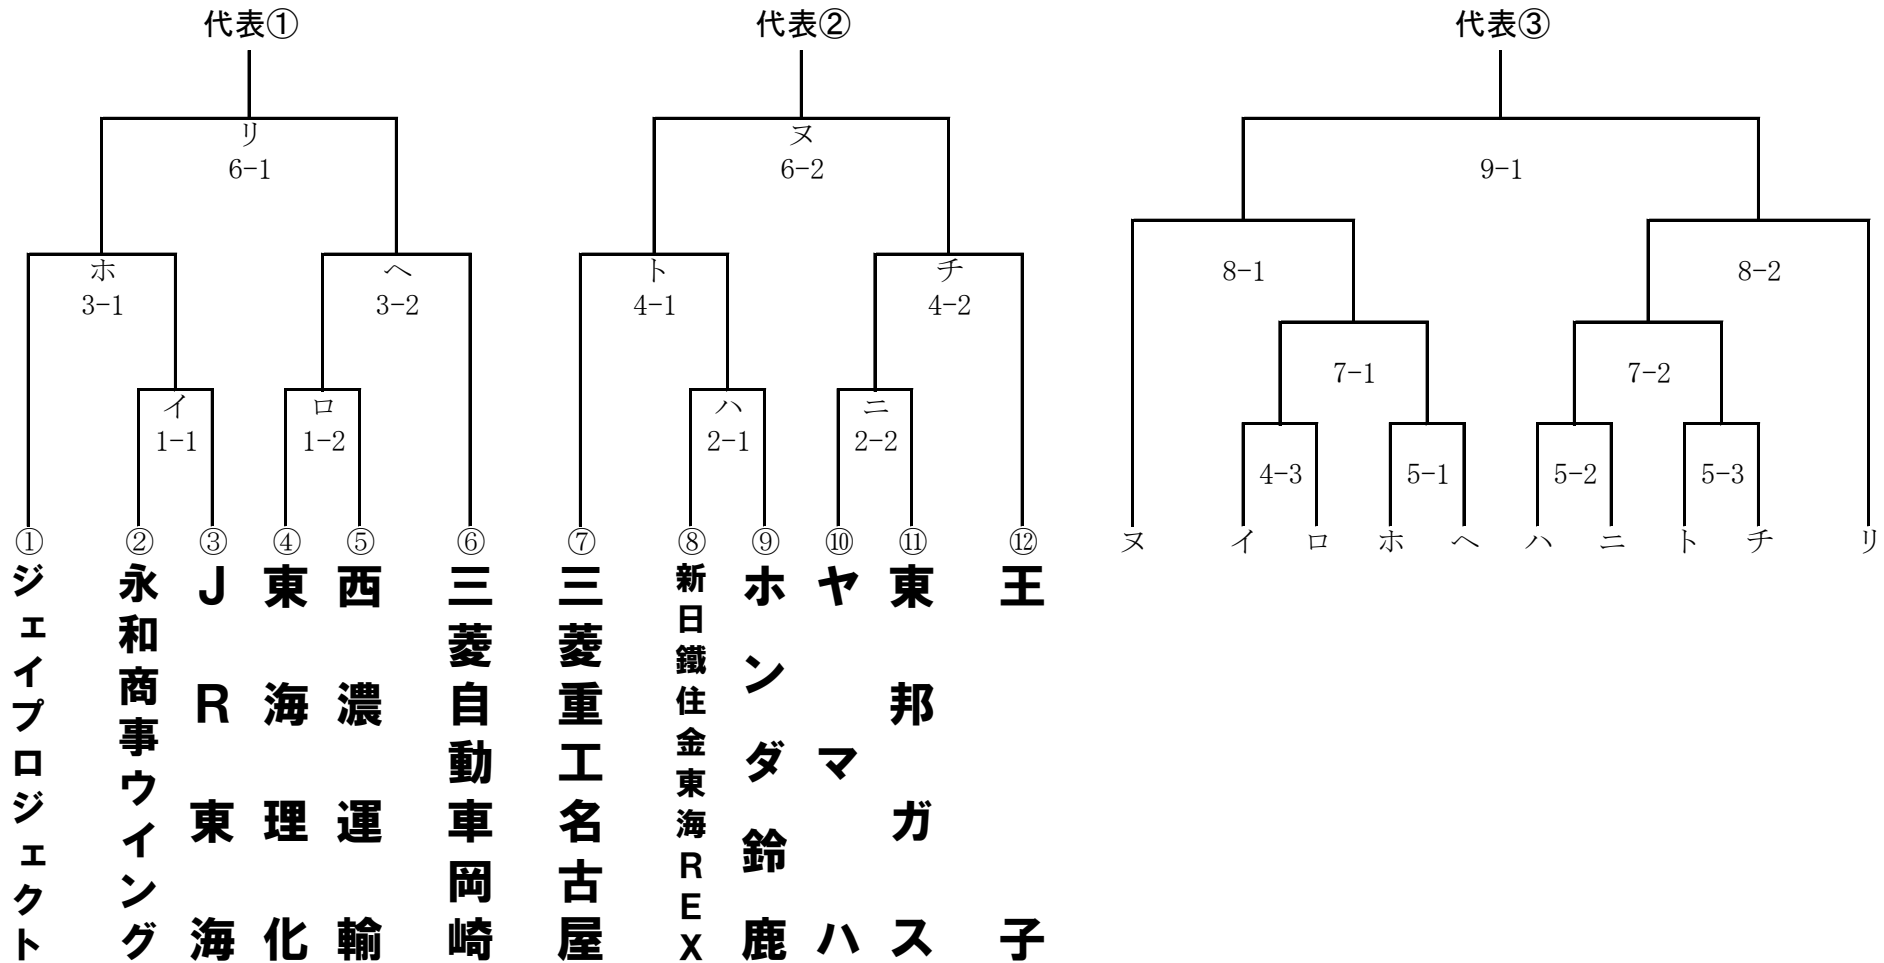 代表① 代表② 代表③
リ ヌ
6-1 6-2 9-1
ホ ヘ ト チ
8-1 8-2
3-1 3-2 4-1 4-2
7-1 7-2
イ ロ ハ ニ
1-1 1-2 2-1 2-2
4-3 5-1 5-2 5-3
① ② ③ ④ ⑤ ⑥ ⑦ ⑧ ⑨ ⑩ ⑪ ⑫ ヌ イ ロ ホ ヘ ハ ニ ト チ リ
ジェイプロジェクト
永和商事ウイング
JR東海
東海理化
西濃運輸
三菱自動車岡崎
三菱重工名古屋
新日鐵住金東海REX
ホンダ鈴鹿
ヤマハ
東邦ガス
王子